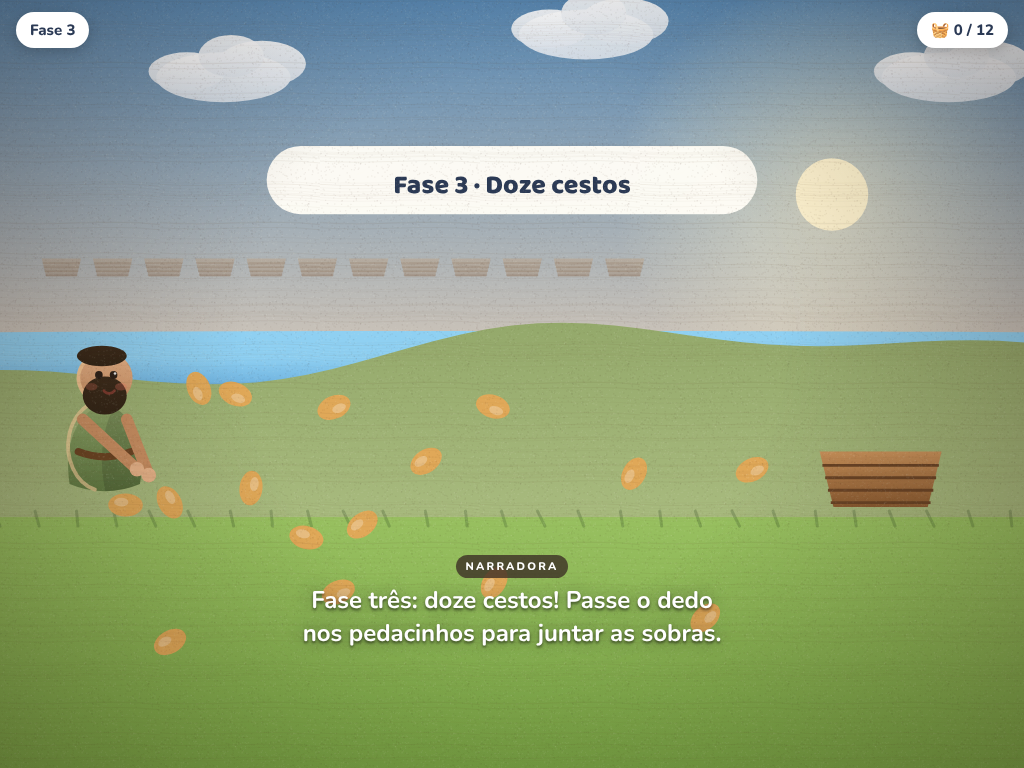 Fase 3
0 / 12
Fase 3 · Doze cestos
NARRADORA
Fase três: doze cestos! Passe o dedo
nos pedacinhos para juntar as sobras.